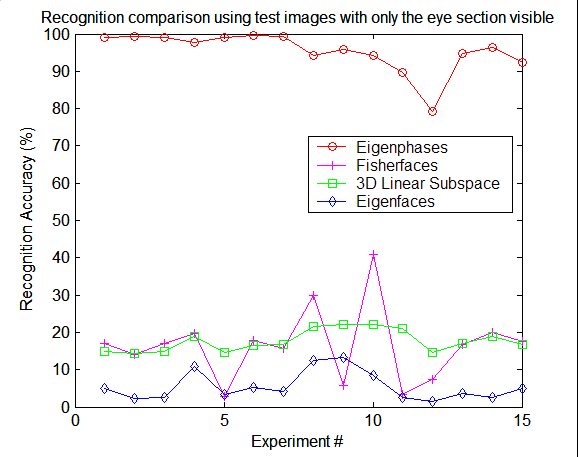 Recognition comparison using test images with only the eye section visible
100
90
80
70
60
50
40
30
20
10
0
Recognition Accuracy (%)
Eigenphases
Fisherfaces
3D Linear Subspace
Eigenfaces
0
5
10
15
Experiment #